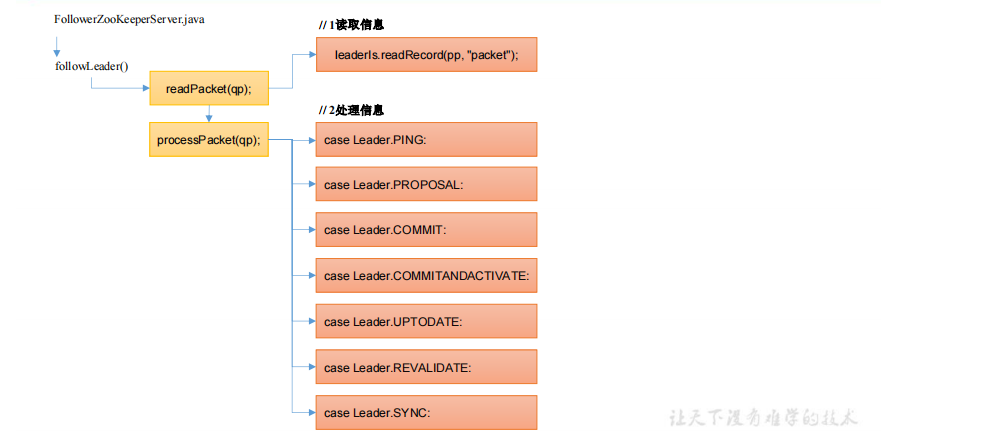 FollowerZooKeeperServer.java
followLeader()
readPacket(qp);
processPacket(qp);
// 1读取信息
leaderIs.readRecord(pp, "packet");
// 2处理信息
case Leader.PING:
case Leader.PROPOSAL:
case Leader.COMMIT:
case Leader.COMMITANDACTIVATE:
case Leader.UPTODATE:
case Leader.REVALIDATE:
case Leader.SYNC:
让天下没有难学的技术